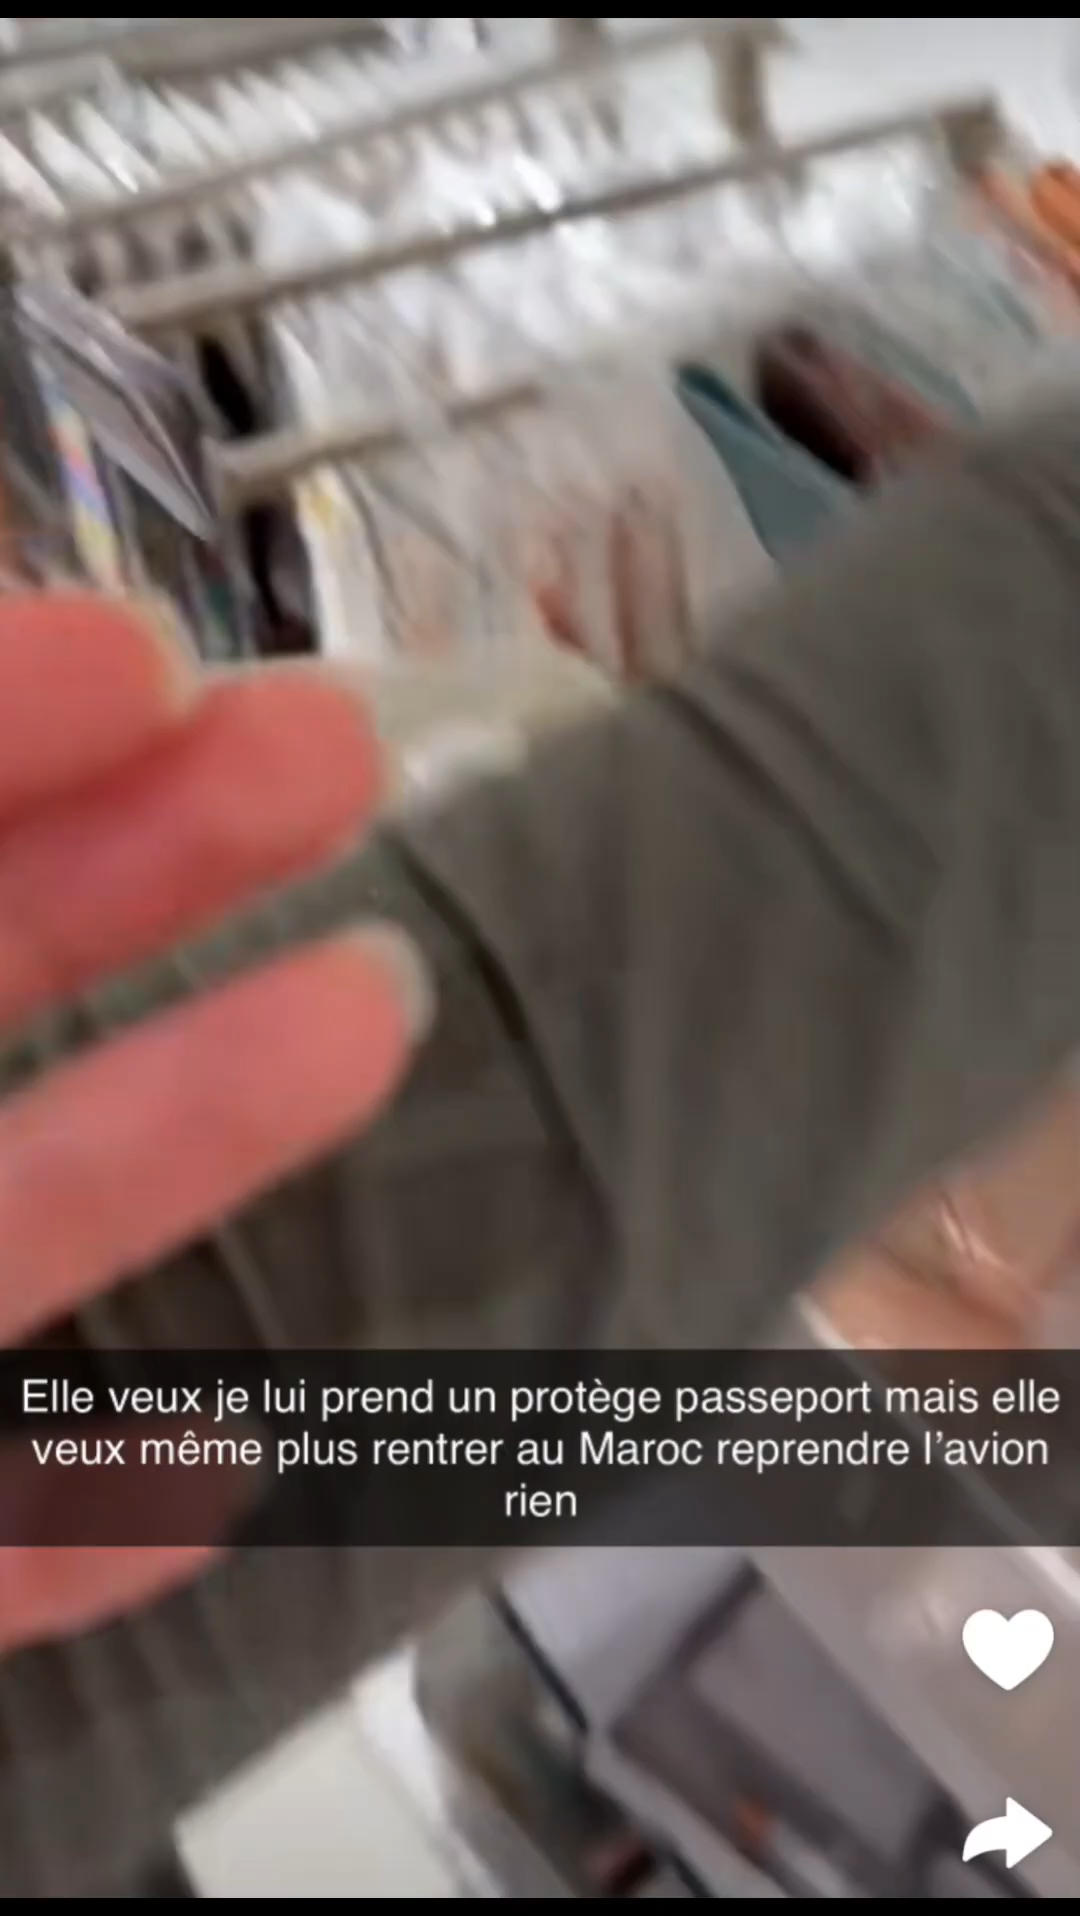 Elle veux je lui prend un protège passeport mais elle
veux même plus rentrer au Maroc reprendre l’avion
rien